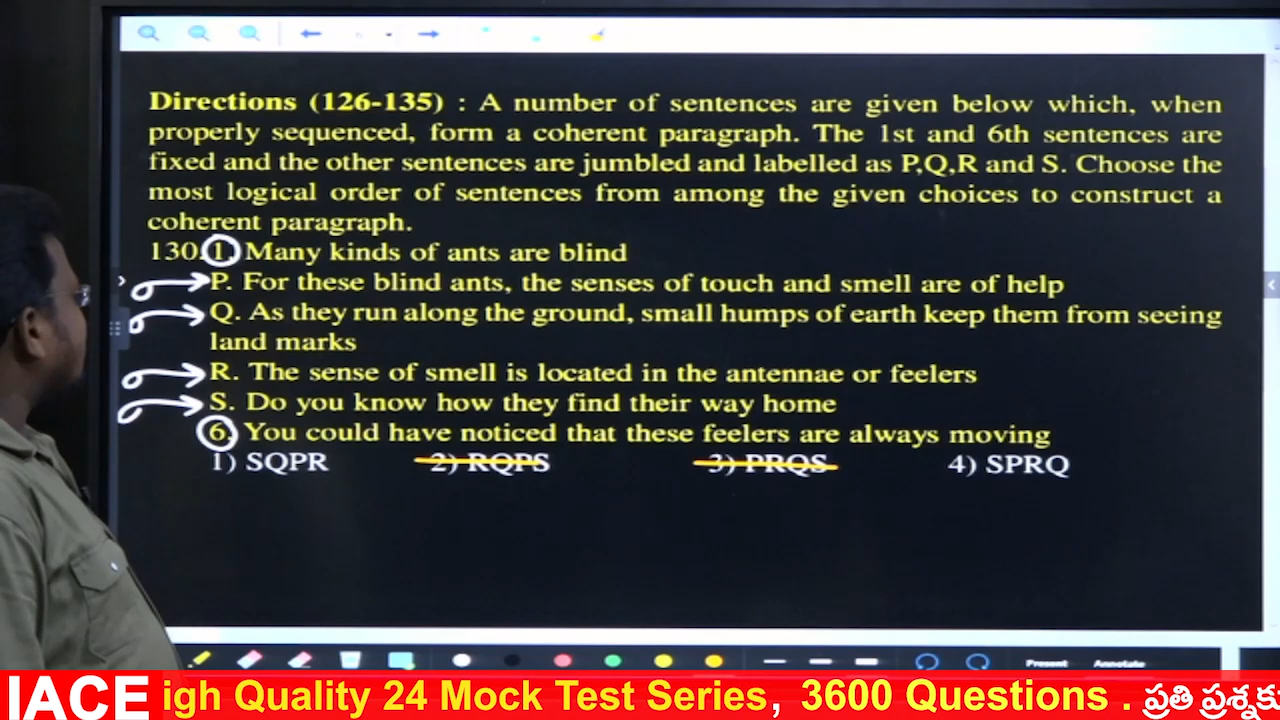 Directions (126-135) : A number of sentences are given below which, when
properly sequenced, form a coherent paragraph. The 1st and 6th sentences are
fixed and the other sentences are jumbled and labelled as P,Q,R and S. Choose the
most logical order of sentences from among the given choices to construct a
coherent paragraph.
130. 1. Many kinds of ants are blind
P. For these blind ants, the senses of touch and smell are of help
Q. As they run along the ground, small humps of earth keep them from seeing
land marks
R. The sense of smell is located in the antennae or feelers
S. Do you know how they find their way home
6. You could have noticed that these feelers are always moving
1) SQPR 2) RQPS 3) PRQS 4) SPRQ
Present Annotate
IACE igh Quality 24 Mock Test Series, 3600 Questions . ప్రతి ప్రశ్నకు